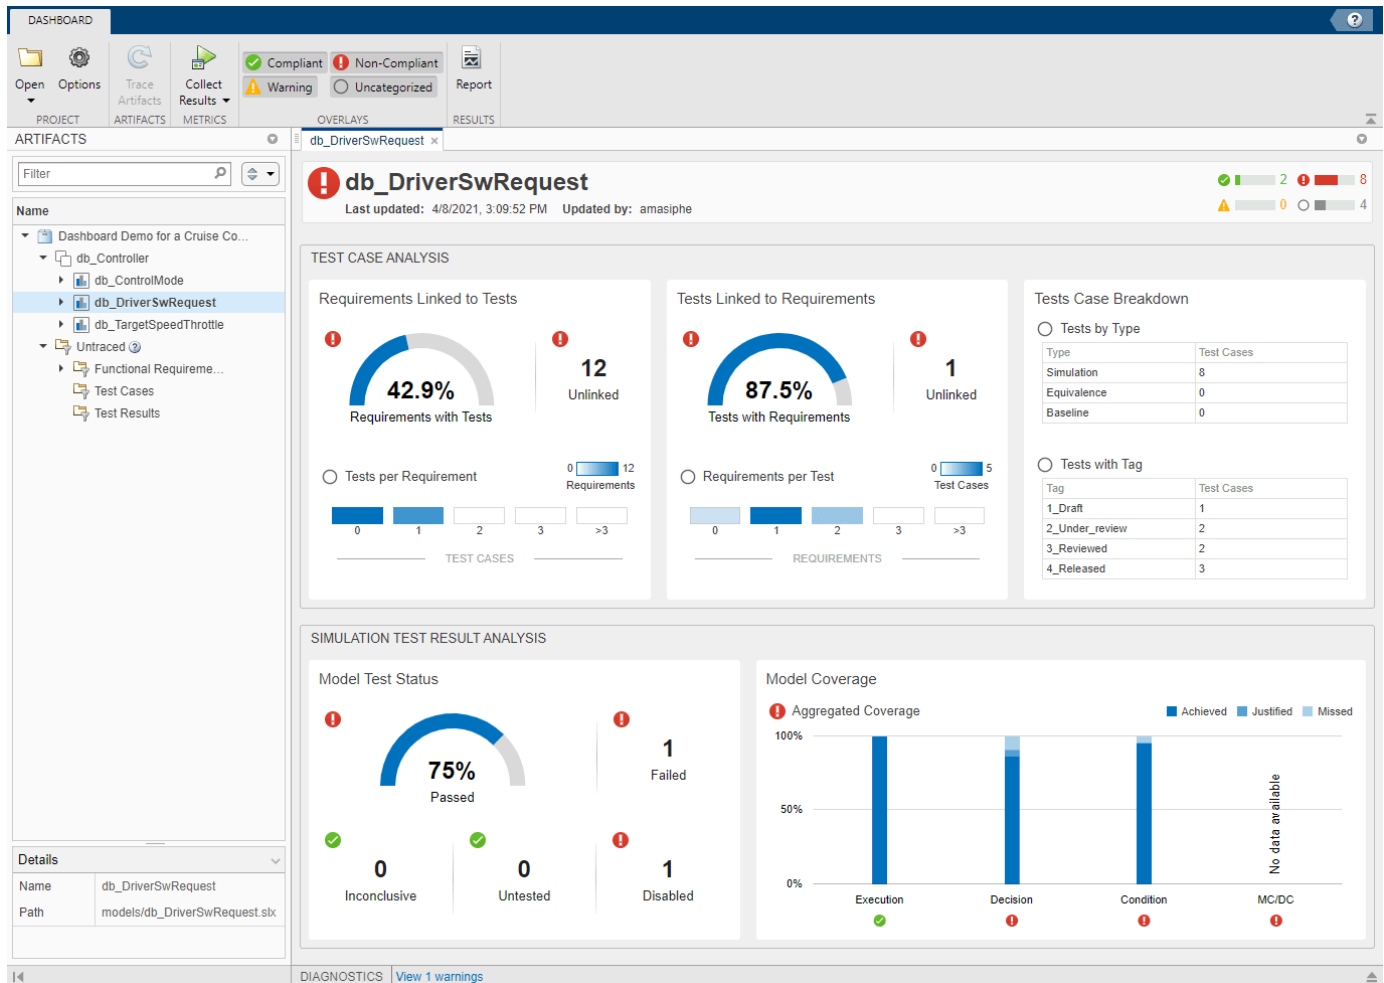 DASHBOARD
?
Open
Options
Trace
Artifacts
Collect
Results
Compliant
Non-Compliant
Warning
Uncategorized
Report
PROJECT
ARTIFACTS
METRICS
OVERLAYS
RESULTS
ARTIFACTS
Filter
Name
Dashboard Demo for a Cruise Co...
db_Controller
db_ControlMode
db_DriverSwRequest
db_TargetSpeedThrottle
Untraced ?
Functional Requireme...
Test Cases
Test Results
Details
Name db_DriverSwRequest
Path models/db_DriverSwRequest.slx
db_DriverSwRequest ×
db_DriverSwRequest
Last updated: 4/8/2021, 3:09:52 PM Updated by: amasiphe
2 8
0 4
TEST CASE ANALYSIS
Requirements Linked to Tests
42.9%
Requirements with Tests
12
Unlinked
Tests per Requirement
0 12
Requirements
0 1 2 3 >3
TEST CASES
Tests Linked to Requirements
87.5%
Tests with Requirements
1
Unlinked
Requirements per Test
0 5
Test Cases
0 1 2 3 >3
REQUIREMENTS
Tests Case Breakdown
Tests by Type
Type Test Cases
Simulation 8
Equivalence 0
Baseline 0
Tests with Tag
Tag Test Cases
1_Draft 1
2_Under_review 2
3_Reviewed 2
4_Released 3
SIMULATION TEST RESULT ANALYSIS
Model Test Status
75%
Passed
1
Failed
0
Inconclusive
0
Untested
1
Disabled
Model Coverage
Aggregated Coverage
Achieved Justified Missed
100%
50%
0%
No data available
Execution Decision Condition MC/DC
DIAGNOSTICS View 1 warnings